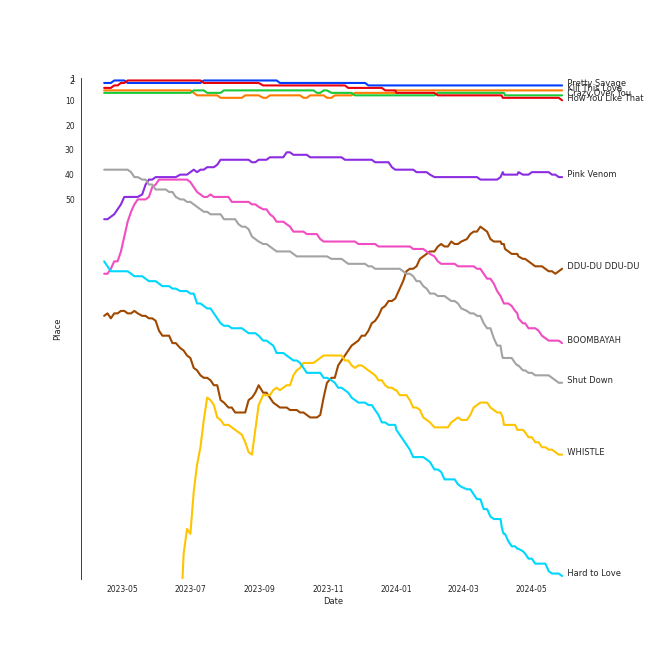 1
2
10
20
30
40
50
Place
Pretty Savage
Kill This Love
Crazy Over You
How You Like That
Pink Venom
DDU-DU DDU-DU
BOOMBAYAH
Shut Down
WHISTLE
Hard to Love
2023-05
2023-07
2023-09
2023-11
2024-01
2024-03
2024-05
Date